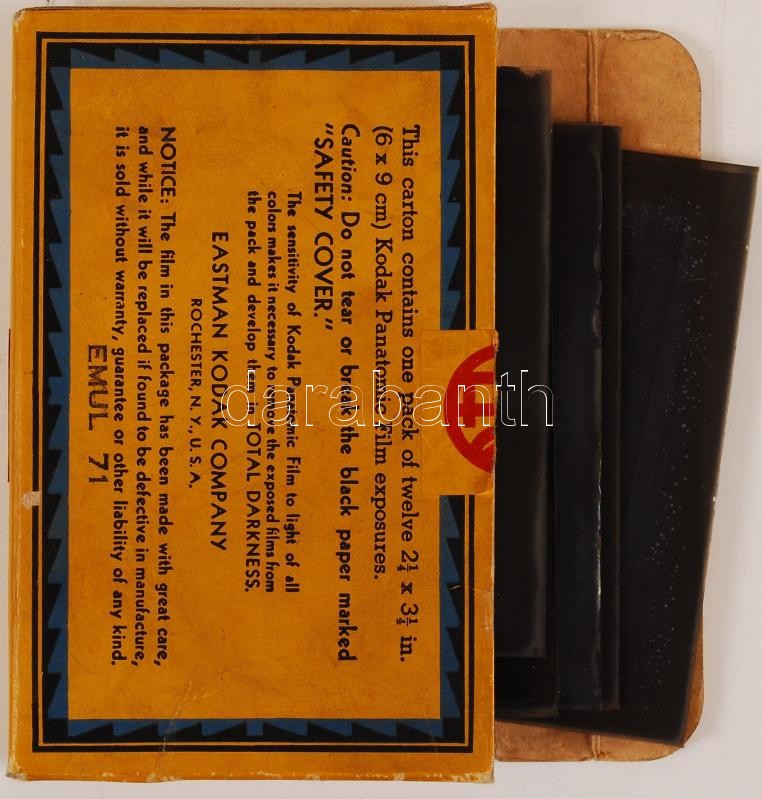 This carton contains one pack of twelve 2¼ x 3¼ in.
(6 x 9 cm) Kodak Panatomic Film exposures.
Caution: Do not tear or break the black paper marked
"SAFETY COVER."
The sensitivity of Kodak Panatomic Film to light of all
colors makes it necessary to remove the exposed films from
the pack and develop them in TOTAL DARKNESS.
EASTMAN KODAK COMPANY
ROCHESTER, N. Y., U. S. A.
NOTICE: The film in this package has been made with great care,
and while it will be replaced if found to be defective in manufacture,
it is sold without warranty, guarantee or other liability of any kind.
EMUL 71
darabanth